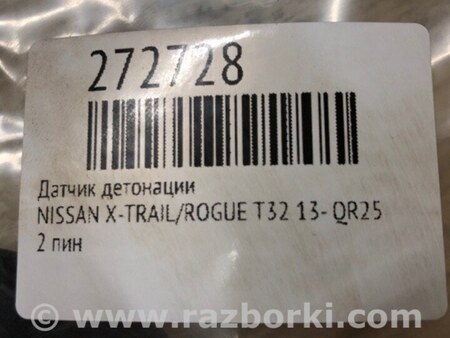 272728
Датчик детонации
NISSAN X-TRAIL/ROGUE T32 13- QR25
2 пин
© www.razborki.com